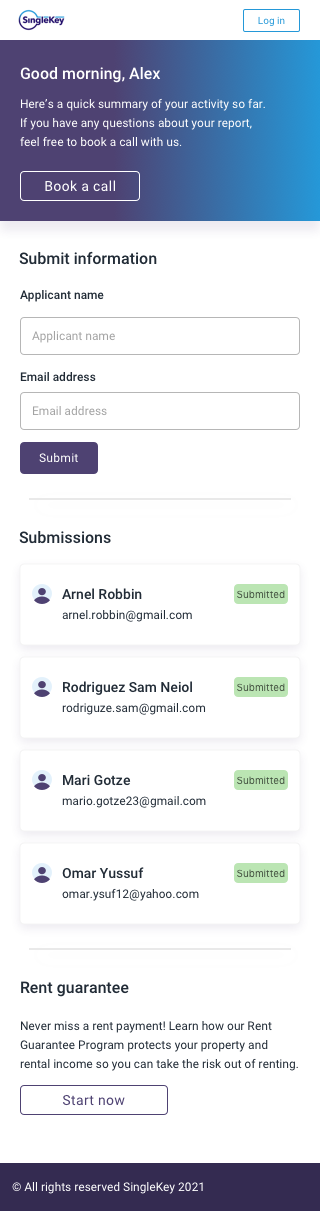 SingleKey
Log in
Good morning, Alex
Here's a quick summary of your activity so far.
If you have any questions about your report,
feel free to book a call with us.
Book a call
Submit information
Applicant name
Applicant name
Email address
Email address
Submit
Submissions
Arnel Robbin
Submitted
arnel.robbin@gmail.com
Rodriguez Sam Neiol
Submitted
rodriguze.sam@gmail.com
Mari Gotze
Submitted
mario.gotze23@gmail.com
Omar Yussuf
Submitted
omar.ysuf12@yahoo.com
Rent guarantee
Never miss a rent payment! Learn how our Rent
Guarantee Program protects your property and
rental income so you can take the risk out of renting.
Start now
© All rights reserved SingleKey 2021